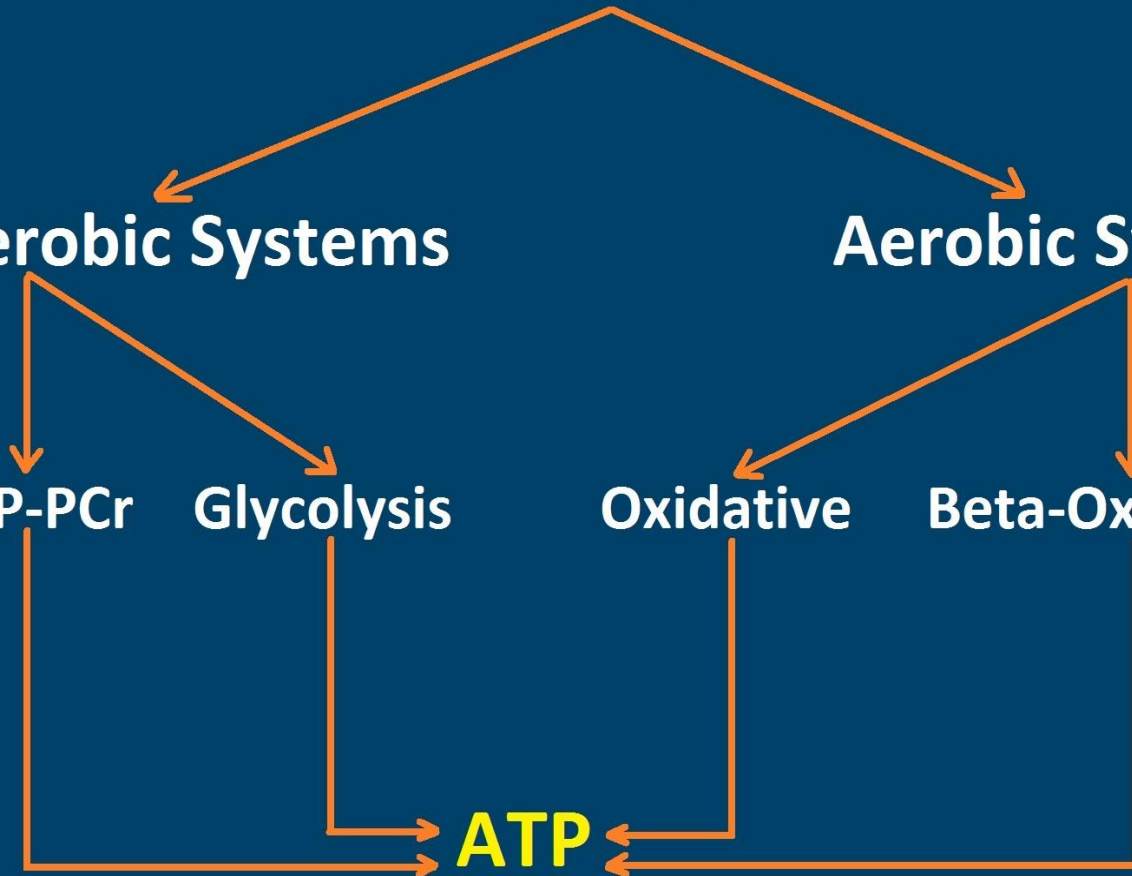 erobic Systems Aerobic S
P-PCr Glycolysis Oxidative Beta-Ox
ATP